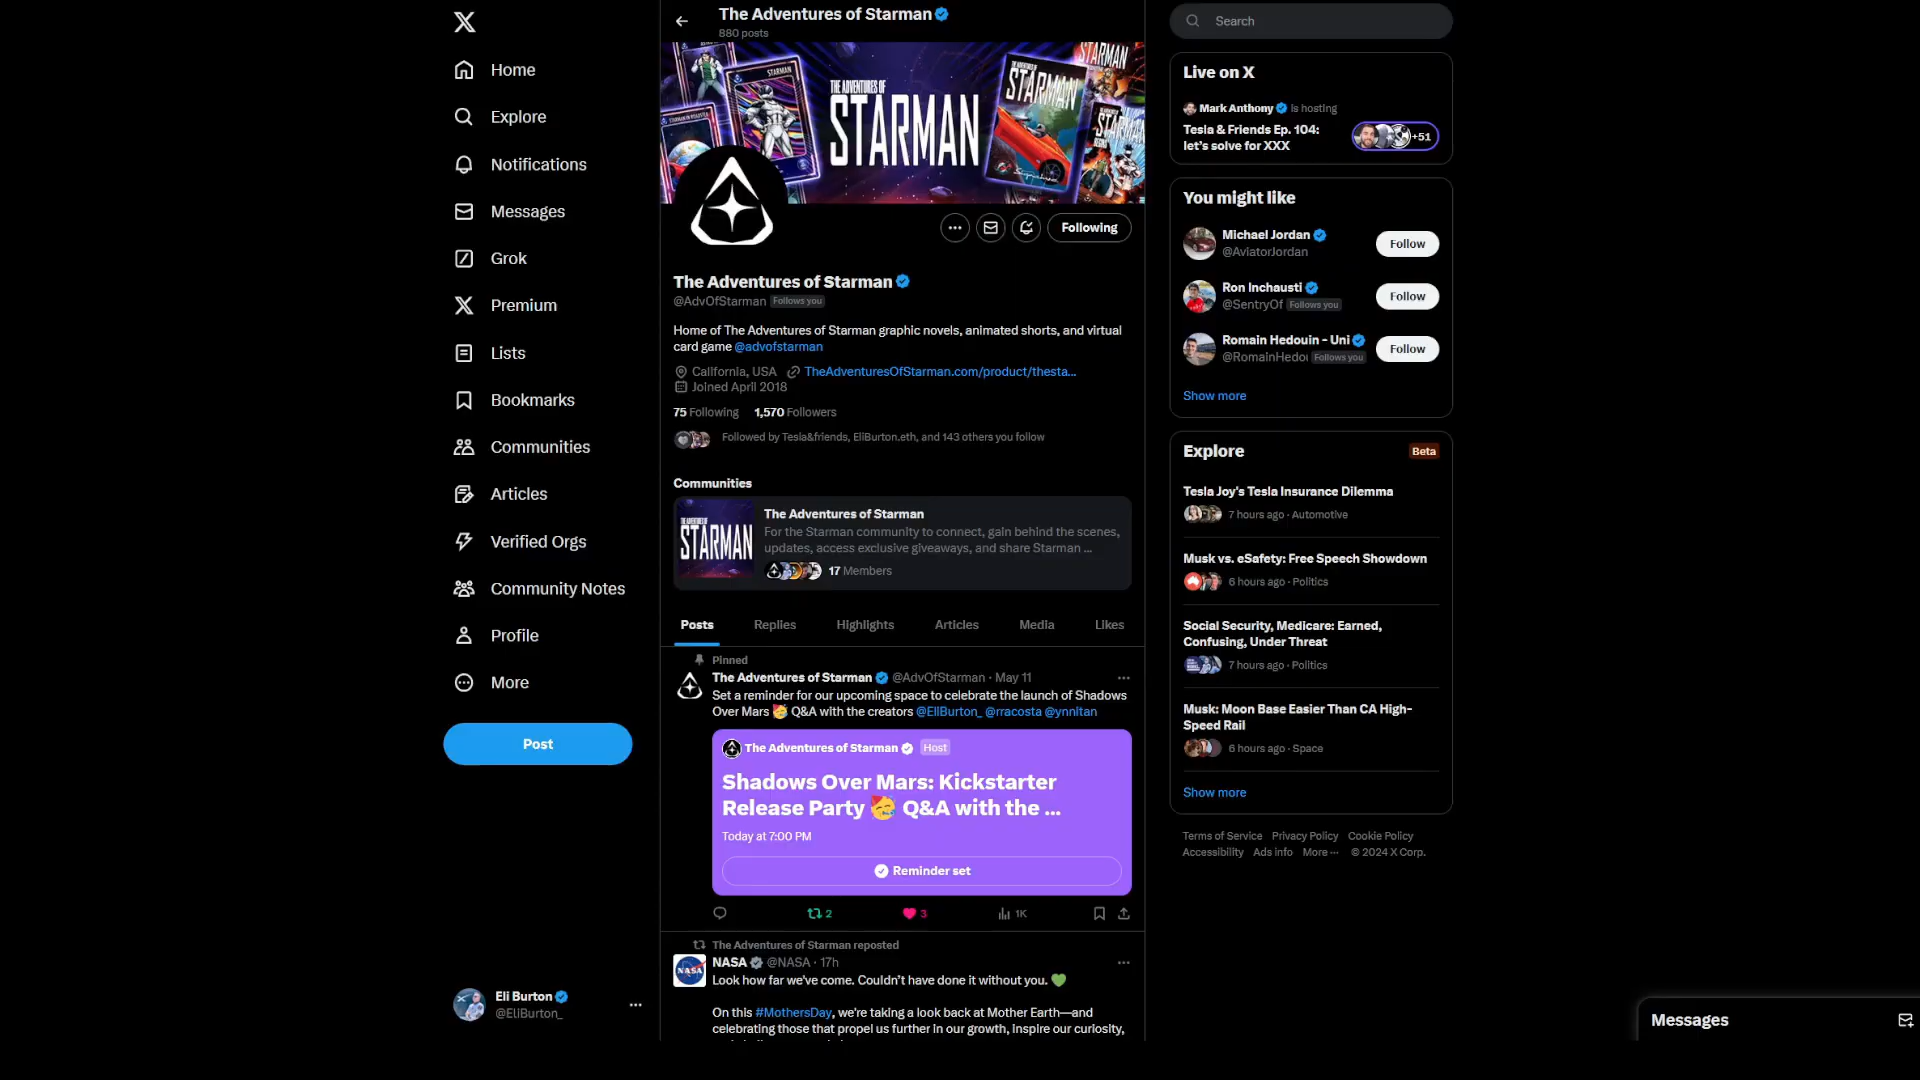 Home
Explore
Notifications
Messages
Grok
Premium
Lists
Bookmarks
Communities
Articles
Verified Orgs
Community Notes
Profile
More
Post
Eli Burton
@EliBurton_
The Adventures of Starman
880 posts
STARMAN
THE ADVENTURES OF
STARMAN
STARMAN
STARMAN
Following
The Adventures of Starman
@AdvOfStarman Follows you
Home of The Adventures of Starman graphic novels, animated shorts, and virtual
card game @advofstarman
California, USA TheAdventuresOfStarman.com/product/thesta...
Joined April 2018
75 Following 1,570 Followers
Followed by Tesla&friends, EliBurton.eth, and 143 others you follow
Communities
THE ADVENTURES OF
STARMAN
The Adventures of Starman
For the Starman community to connect, gain behind the scenes,
updates, access exclusive giveaways, and share Starman ...
17 Members
Posts Replies Highlights Articles Media Likes
Pinned
The Adventures of Starman @AdvOfStarman · May 11
Set a reminder for our upcoming space to celebrate the launch of Shadows
Over Mars 🥳 Q&A with the creators @EliBurton_ @rracosta @ynnltan
The Adventures of Starman Host
Shadows Over Mars: Kickstarter
Release Party 🥳 Q&A with the ...
Today at 7:00 PM
Reminder set
2 3 1K
The Adventures of Starman reposted
NASA
NASA @NASA · 17h
Look how far we've come. Couldn't have done it without you. 💚
On this #MothersDay, we're taking a look back at Mother Earth—and
celebrating those that propel us further in our growth, inspire our curiosity,
Search
Live on X
Mark Anthony is hosting
Tesla & Friends Ep. 104:
let's solve for XXX
+51
You might like
Michael Jordan
@AviatorJordan
Follow
Ron Inchausti
@SentryOf Follows you
Follow
Romain Hedouin - Uni
@RomainHedou Follows you
Follow
Show more
Explore Beta
Tesla Joy's Tesla Insurance Dilemma
7 hours ago · Automotive
Musk vs. eSafety: Free Speech Showdown
6 hours ago · Politics
Social Security, Medicare: Earned,
Confusing, Under Threat
7 hours ago · Politics
Musk: Moon Base Easier Than CA High-
Speed Rail
6 hours ago · Space
Show more
Terms of Service Privacy Policy Cookie Policy
Accessibility Ads info More ··· © 2024 X Corp.
Messages